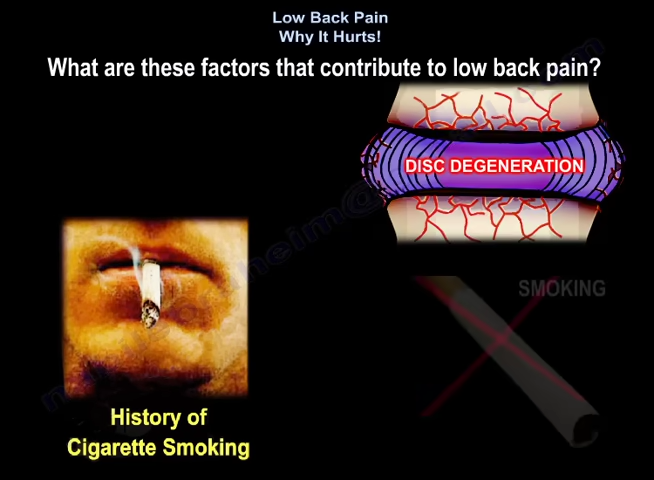 Low Back Pain
Why It Hurts!
What are these factors that contribute to low back pain?
DISC DEGENERATION
SMOKING
History of
Cigarette Smoking